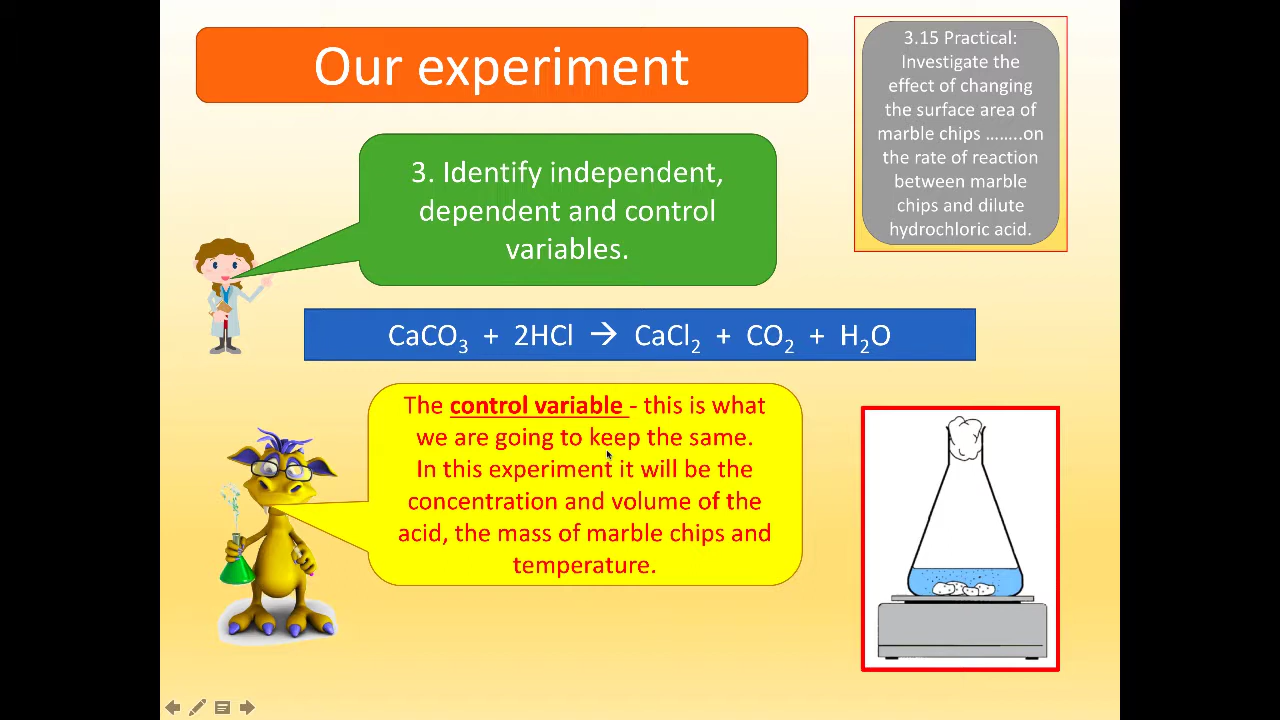 Our experiment
3.15 Practical:
Investigate the
effect of changing
the surface area of
marble chips ……..on
the rate of reaction
between marble
chips and dilute
hydrochloric acid.
3. Identify independent,
dependent and control
variables.
CaCO₃ + 2HCl → CaCl₂ + CO₂ + H₂O
The control variable - this is what
we are going to keep the same.
In this experiment it will be the
concentration and volume of the
acid, the mass of marble chips and
temperature.